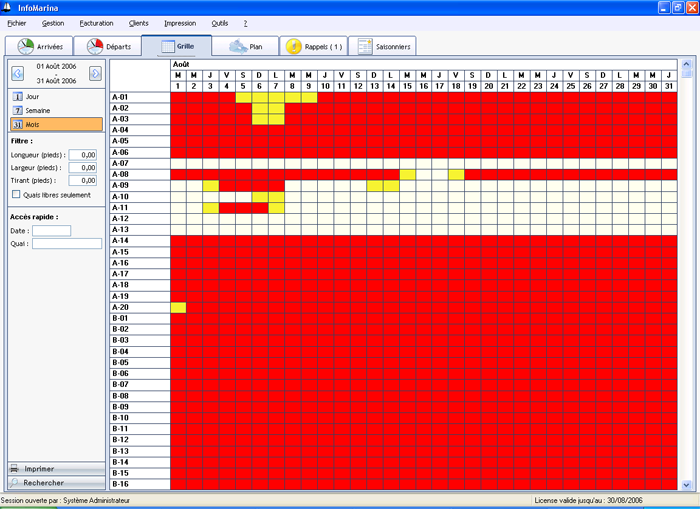 InfoMarina
Fichier Gestion Facturation Clients Impression Outils ?
Arrivées Départs Grille Plan Rappels ( 1 ) Saisonniers
01 Août 2006
-
31 Août 2006
1 Jour
7 Semaine
31 Mois
Filtre :
Longueur (pieds) : 0,00
Largeur (pieds) : 0,00
Tirant (pieds) : 0,00
Quais libres seulement
Accès rapide :
Date :
Quai :
Imprimer
Rechercher
Août
M M J V S D L M M J V S D L M M J V S D L M M J V S D L M M J
1 2 3 4 5 6 7 8 9 10 11 12 13 14 15 16 17 18 19 20 21 22 23 24 25 26 27 28 29 30 31
A-01
A-02
A-03
A-04
A-05
A-06
A-07
A-08
A-09
A-10
A-11
A-12
A-13
A-14
A-15
A-16
A-17
A-18
A-19
A-20
B-01
B-02
B-03
B-04
B-05
B-06
B-07
B-08
B-09
B-10
B-11
B-12
B-13
B-14
B-15
B-16
Session ouverte par : Système Administrateur
License valide jusqu'au : 30/08/2006